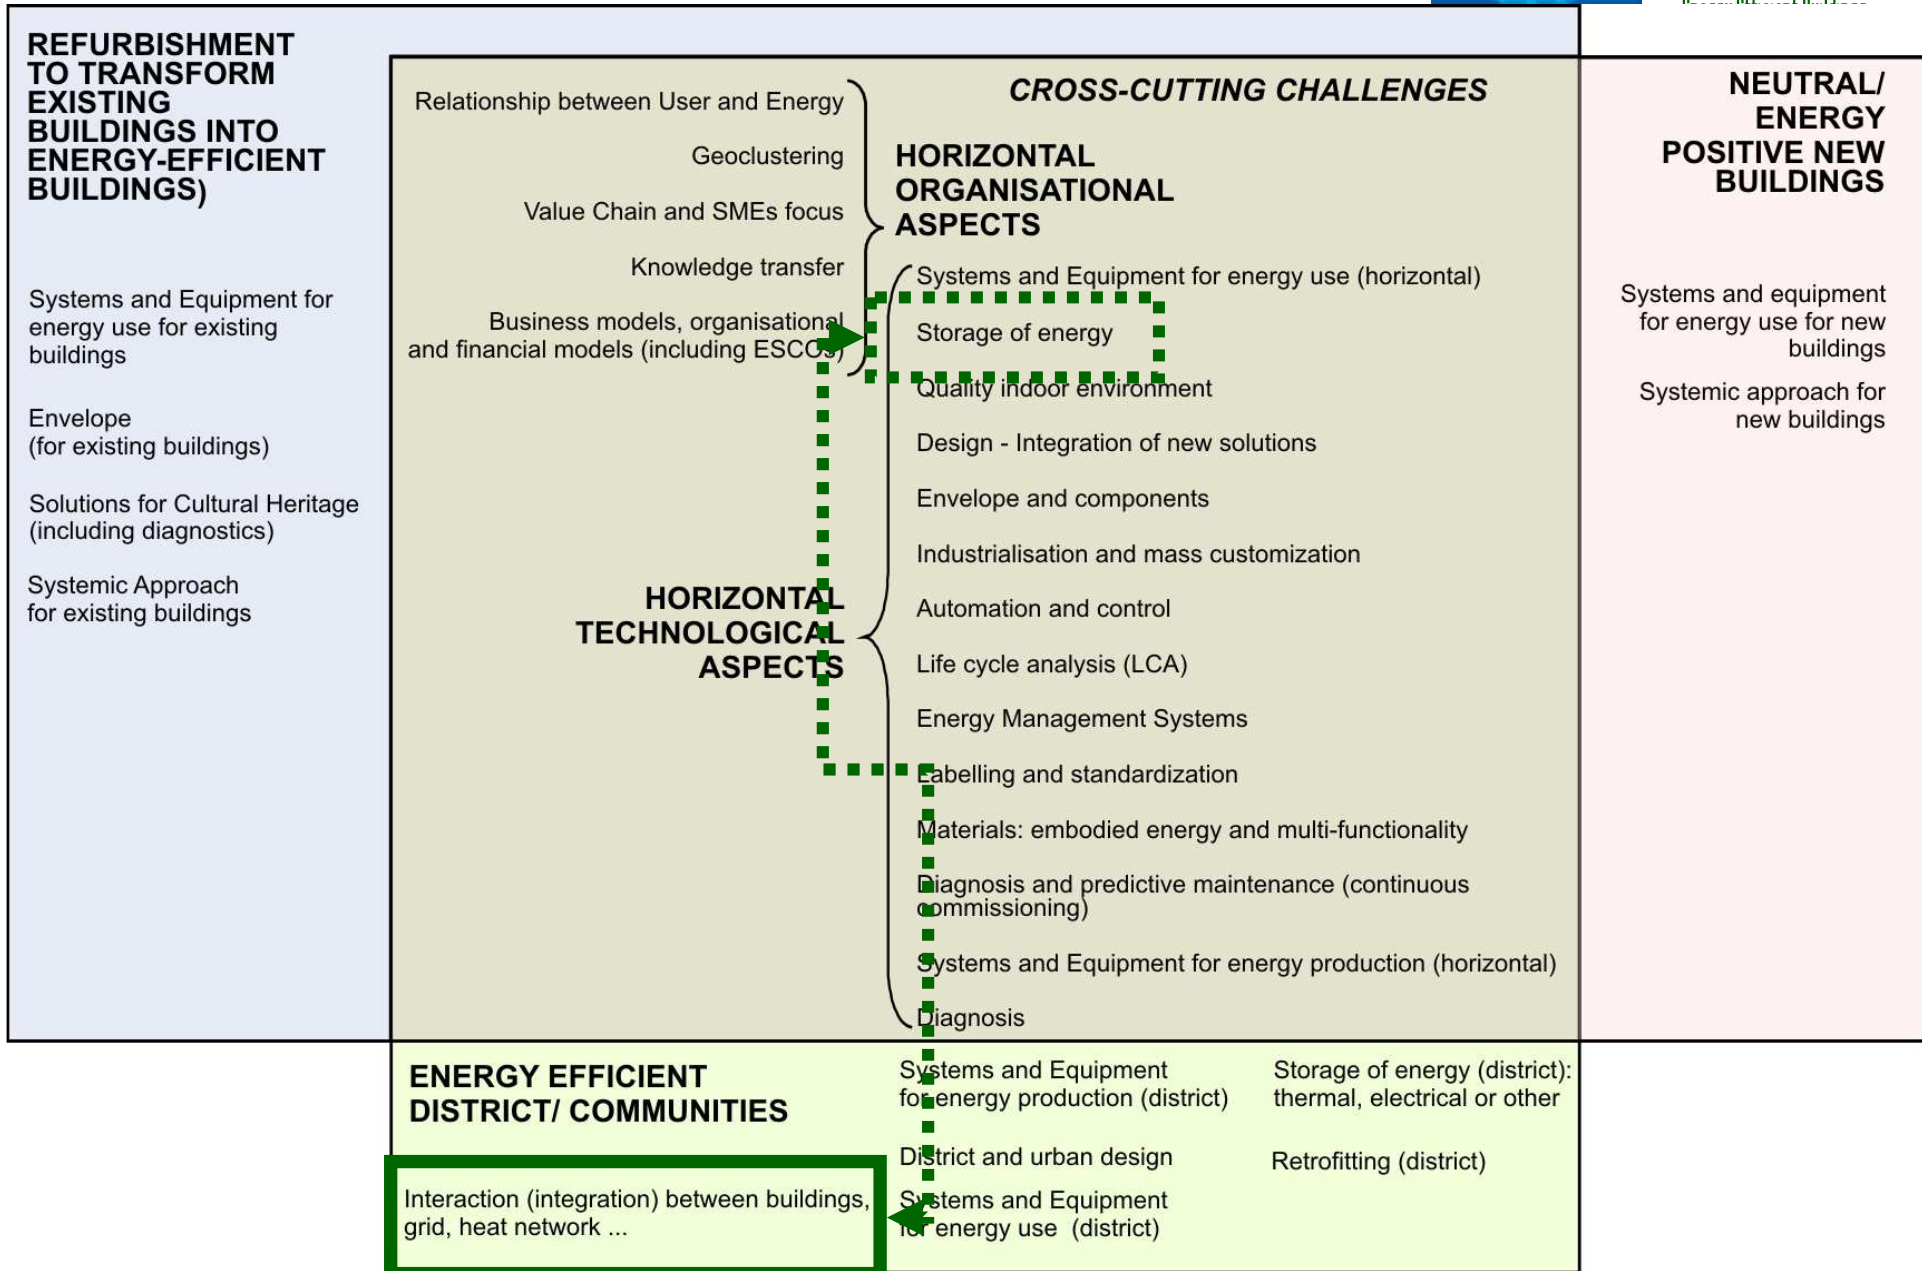 REFURBISHMENT
TO TRANSFORM
EXISTING
BUILDINGS INTO
ENERGY-EFFICIENT
BUILDINGS)
Systems and Equipment for
energy use for existing
buildings
Envelope
(for existing buildings)
Solutions for Cultural Heritage
(including diagnostics)
Systemic Approach
for existing buildings
CROSS-CUTTING CHALLENGES
Relationship between User and Energy
Geoclustering
Value Chain and SMEs focus
Knowledge transfer
Business models, organisational
and financial models (including ESCOs)
HORIZONTAL
ORGANISATIONAL
ASPECTS
HORIZONTAL
TECHNOLOGICAL
ASPECTS
Systems and Equipment for energy use (horizontal)
Storage of energy
Quality indoor environment
Design - Integration of new solutions
Envelope and components
Industrialisation and mass customization
Automation and control
Life cycle analysis (LCA)
Energy Management Systems
Labelling and standardization
Materials: embodied energy and multi-functionality
Diagnosis and predictive maintenance (continuous
commissioning)
Systems and Equipment for energy production (horizontal)
Diagnosis
NEUTRAL/
ENERGY
POSITIVE NEW
BUILDINGS
Systems and equipment
for energy use for new
buildings
Systemic approach for
new buildings
ENERGY EFFICIENT
DISTRICT/ COMMUNITIES
Interaction (integration) between buildings,
grid, heat network ...
Systems and Equipment
for energy production (district)
District and urban design
Systems and Equipment
for energy use (district)
Storage of energy (district):
thermal, electrical or other
Retrofitting (district)